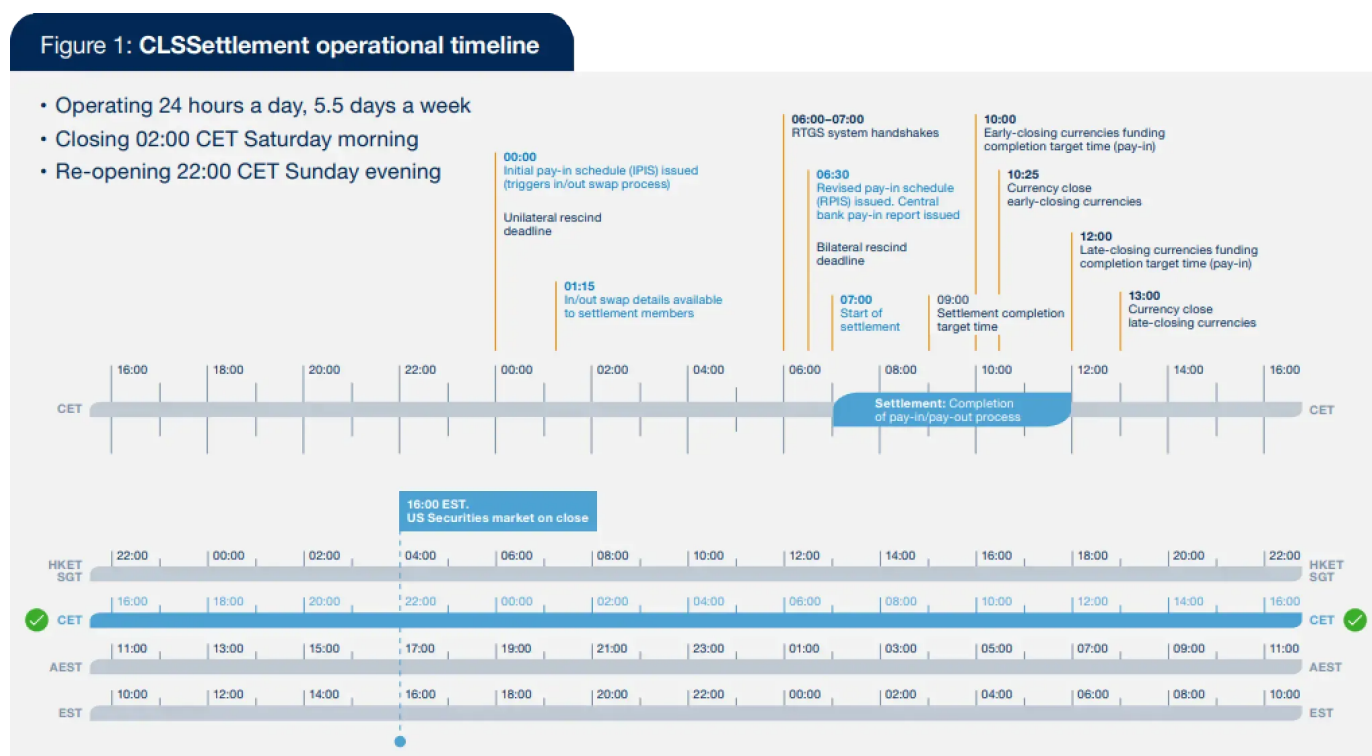 Figure 1: CLSSettlement operational timeline
• Operating 24 hours a day, 5.5 days a week
• Closing 02:00 CET Saturday morning
• Re-opening 22:00 CET Sunday evening
00:00
Initial pay-in schedule (IPIS) issued
(triggers in/out swap process)
Unilateral rescind
deadline
01:15
In/out swap details available
to settlement members
06:00–07:00
RTGS system handshakes
06:30
Revised pay-in schedule
(RPIS) issued. Central
bank pay-in report issued
Bilateral rescind
deadline
07:00
Start of
settlement
09:00
Settlement completion
target time
10:00
Early-closing currencies funding
completion target time (pay-in)
10:25
Currency close
early-closing currencies
12:00
Late-closing currencies funding
completion target time (pay-in)
13:00
Currency close
late-closing currencies
16:00 18:00 20:00 22:00 00:00 02:00 04:00 06:00 08:00 10:00 12:00 14:00 16:00
CET CET
Settlement: Completion
of pay-in/pay-out process
16:00 EST.
US Securities market on close
22:00 00:00 02:00 04:00 06:00 08:00 10:00 12:00 14:00 16:00 18:00 20:00 22:00
HKET HKET
SGT SGT
16:00 18:00 20:00 22:00 00:00 02:00 04:00 06:00 08:00 10:00 12:00 14:00 16:00
CET CET
11:00 13:00 15:00 17:00 19:00 21:00 23:00 01:00 03:00 05:00 07:00 09:00 11:00
AEST AEST
10:00 12:00 14:00 16:00 18:00 20:00 22:00 00:00 02:00 04:00 06:00 08:00 10:00
EST EST